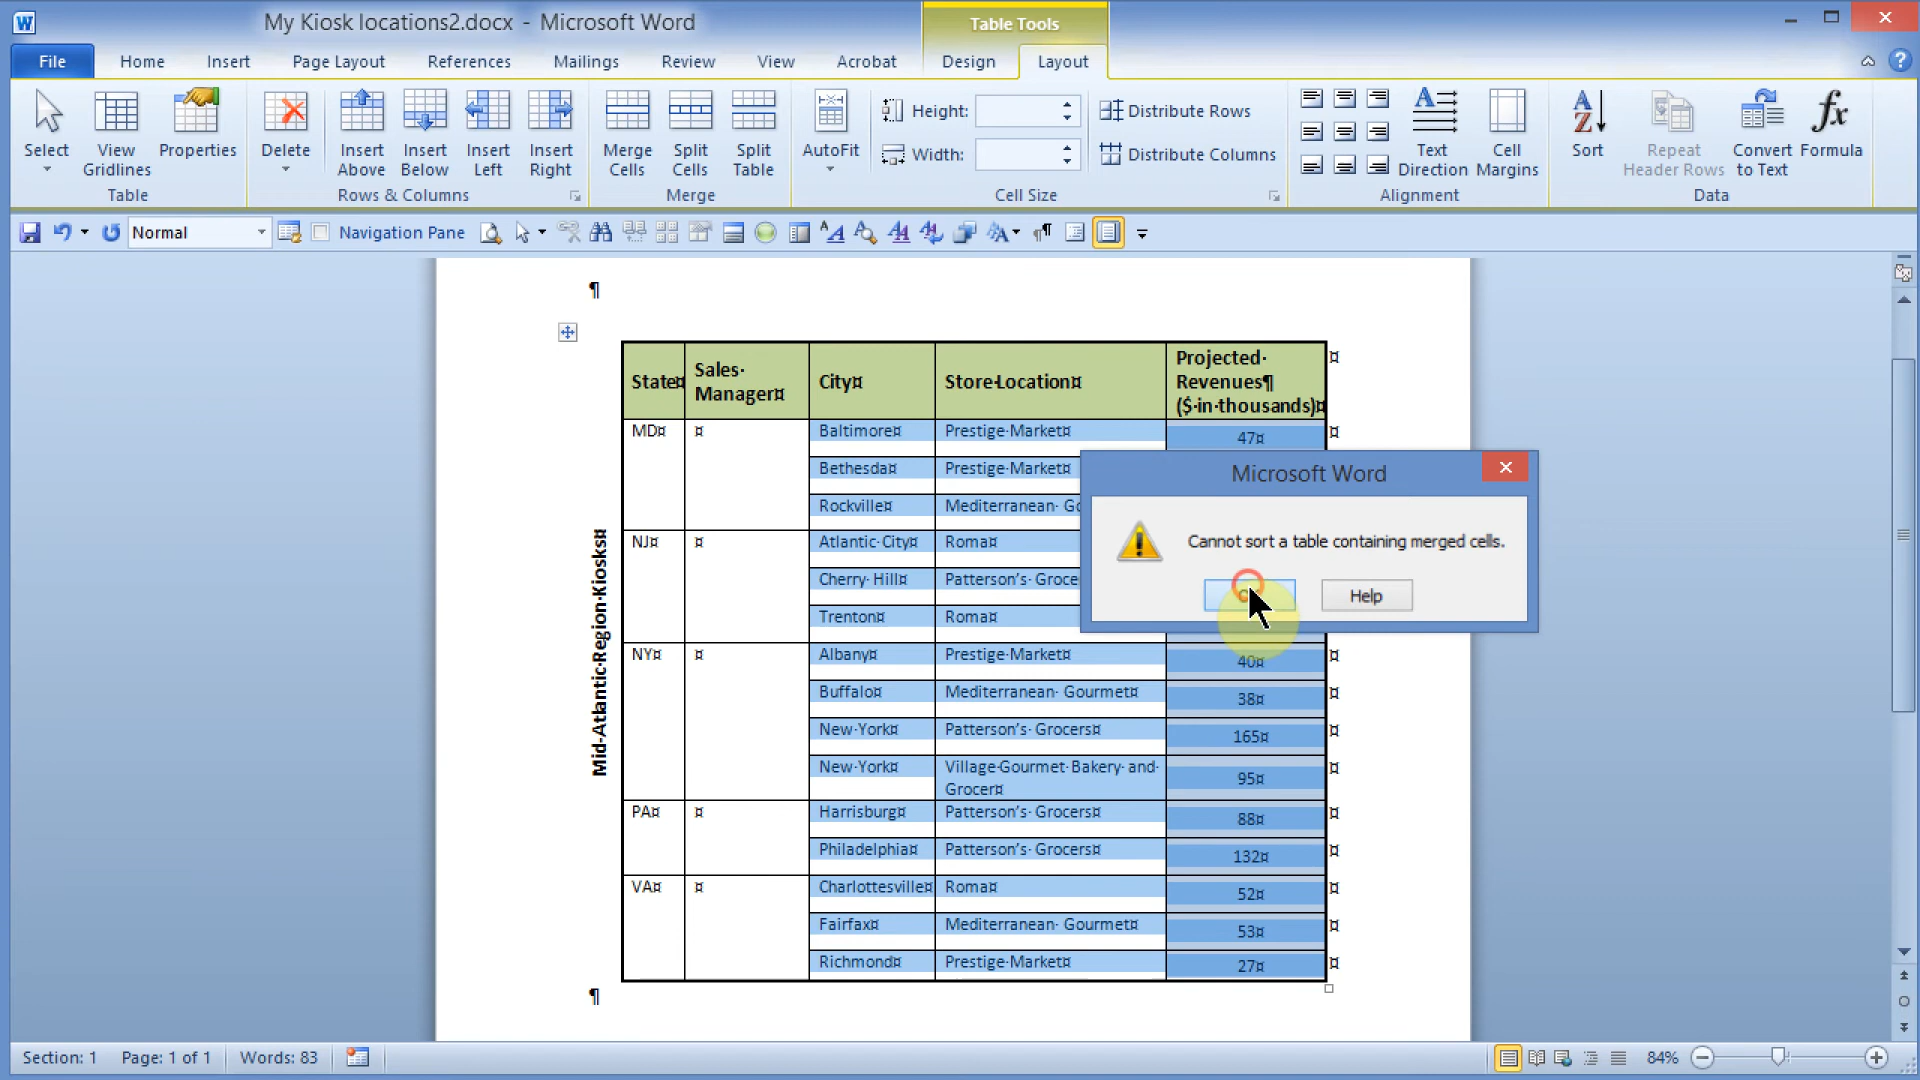 My Kiosk locations2.docx - Microsoft Word
Table Tools
File Home Insert Page Layout References Mailings Review View Acrobat Design Layout
Select
View Gridlines
Properties
Table
Delete
Insert Above
Insert Below
Insert Left
Insert Right
Rows & Columns
Merge Cells
Split Cells
Split Table
Merge
AutoFit
Height:
Width:
Distribute Rows
Distribute Columns
Cell Size
Text Direction
Cell Margins
Alignment
Sort
Repeat Header Rows
Convert to Text
Formula
Data
Normal
Navigation Pane
¶
Mid-Atlantic·Region·Kiosks¤
State¤
Sales·
Manager¤
City¤
Store·Location¤
Projected·
Revenues¶
($·in·thousands)¤
¤
MD¤ ¤ Baltimore¤ Prestige·Market¤ 47¤ ¤
Bethesda¤ Prestige·Market¤
Rockville¤ Mediterranean·
NJ¤ ¤ Atlantic·City¤ Roma¤
Cherry·Hill¤ Patterson's·
Trenton¤ Roma¤
NY¤ ¤ Albany¤ Prestige·Market¤ 40¤ ¤
Buffalo¤ Mediterranean·Gourmet¤ 38¤ ¤
New·York¤ Patterson's·Grocers¤ 165¤ ¤
New·York¤ Village·Gourmet·Bakery·and·
Grocer¤ 95¤ ¤
PA¤ ¤ Harrisburg¤ Patterson's·Grocers¤ 88¤ ¤
Philadelphia¤ Patterson's·Grocers¤ 132¤ ¤
VA¤ ¤ Charlottesville¤ Roma¤ 52¤ ¤
Fairfax¤ Mediterranean·Gourmet¤ 53¤ ¤
Richmond¤ Prestige·Market¤ 27¤ ¤
¶
Microsoft Word
Cannot sort a table containing merged cells.
Help
Section: 1 Page: 1 of 1 Words: 83 84%